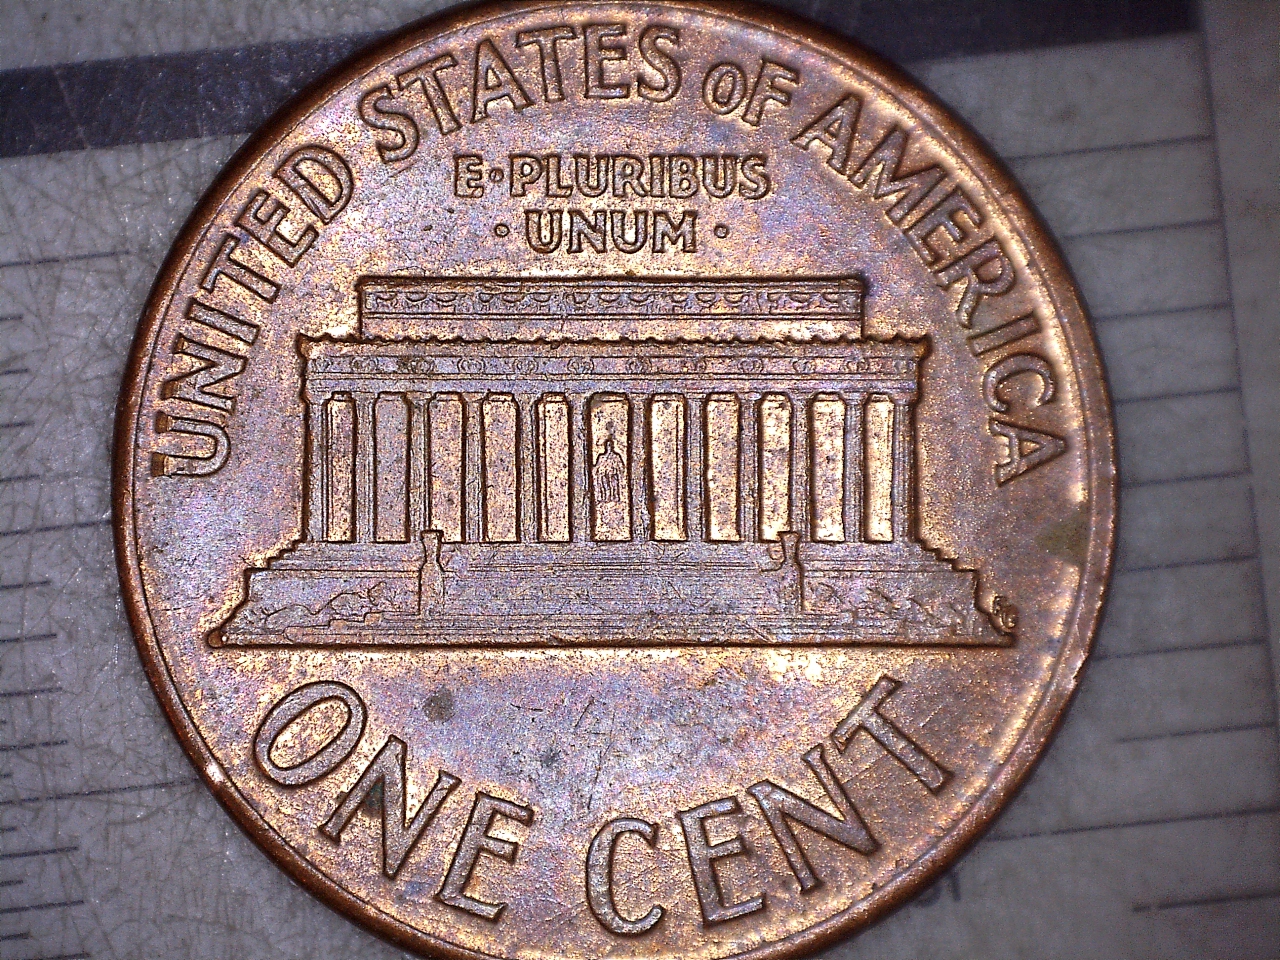 UNITED STATES OF AMERICA
E·PLURIBUS
·UNUM·
ONE CENT